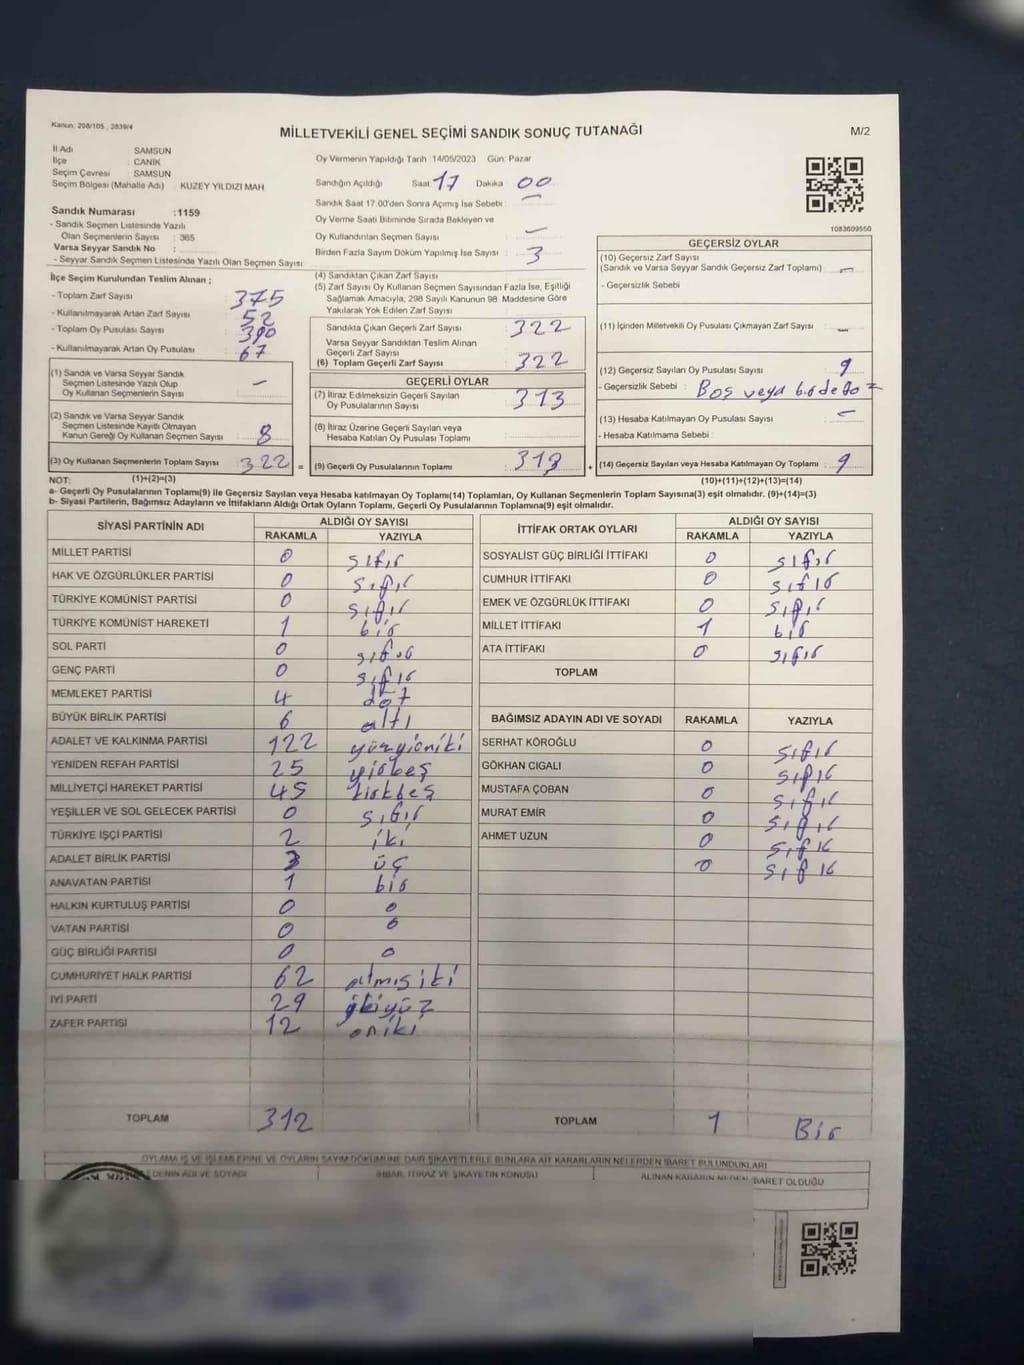 Kanun: 298/105 , 2839/4
MİLLETVEKİLİ GENEL SEÇİMİ SANDIK SONUÇ TUTANAĞI
M/2
İl Adı : SAMSUN
İlçe : CANİK
Seçim Çevresi : SAMSUN
Seçim Bölgesi (Mahalle Adı) : KUZEY YILDIZI MAH
Sandık Numarası :1159
- Sandık Seçmen Listesinde Yazılı
Olan Seçmenlerin Sayısı : 365
Varsa Seyyar Sandık No :
- Seyyar Sandık Seçmen Listesinde Yazılı Olan Seçmen Sayısı:
Oy Vermenin Yapıldığı Tarih :14/05/2023 Gün: Pazar
Sandığın Açıldığı Saat 17 Dakika 00
Sandık Saat 17:00'den Sonra Açımış İse Sebebi : —
Oy Verme Saati Bitiminde Sırada Bekleyen ve
Oy Kullandırılan Seçmen Sayısı —
Birden Fazla Sayım Döküm Yapılmış İse Sayısı : 3
1083609550
İlçe Seçim Kurulundan Teslim Alınan ;
- Toplam Zarf Sayısı : 375
- Kullanılmayarak Artan Zarf Sayısı : 52
- Toplam Oy Pusulası Sayısı : 390
- Kullanılmayarak Artan Oy Pusulası : 67
(1) Sandık ve Varsa Seyyar Sandık
Seçmen Listesinde Yazılı Olup
Oy Kullanan Seçmenlerin Sayısı —
(2) Sandık ve Varsa Seyyar Sandık
Seçmen Listesinde Kayıtlı Olmayan
Kanun Gereği Oy Kullanan Seçmen Sayısı 8
(3) Oy Kullanan Seçmenlerin Toplam Sayısı 322 =
(4) Sandıktan Çıkan Zarf Sayısı
(5) Zarf Sayısı Oy Kullanan Seçmen Sayısından Fazla İse, Eşitliği
Sağlamak Amacıyla; 298 Sayılı Kanunun 98. Maddesine Göre
Yakılarak Yok Edilen Zarf Sayısı
Sandıkta Çıkan Geçerli Zarf Sayısı 322
Varsa Seyyar Sandıktan Teslim Alınan
Geçerli Zarf Sayısı
(6) Toplam Geçerli Zarf Sayısı 322
GEÇERLİ OYLAR
(7) İtiraz Edilmeksizin Geçerli Sayılan
Oy Pusulalarının Sayısı 313
(8) İtiraz Üzerine Geçerli Sayılan veya
Hesaba Katılan Oy Pusulası Toplamı
(9) Geçerli Oy Pusulalarının Toplamı 313 +
GEÇERSİZ OYLAR
(10) Geçersiz Zarf Sayısı
(Sandık ve Varsa Seyyar Sandık Geçersiz Zarf Toplamı) —
- Geçersizlik Sebebi :
(11) İçinden Milletvekili Oy Pusulası Çıkmayan Zarf Sayısı —
(12) Geçersiz Sayılan Oy Pusulası Sayısı 9
- Geçersizlik Sebebi : Boş veya
(13) Hesaba Katılmayan Oy Pusulası Sayısı —
- Hesaba Katılmama Sebebi :
(14) Geçersiz Sayılan veya Hesaba Katılmayan Oy Toplamı 9
NOT: (1)+(2)=(3)
(10)+(11)+(12)+(13)=(14)
a- Geçerli Oy Pusulalarının Toplamı(9) ile Geçersiz Sayılan veya Hesaba katılmayan Oy Toplamı(14) Toplamları, Oy Kullanan Seçmenlerin Toplam Sayısına(3) eşit olmalıdır. (9)+(14)=(3)
b- Siyasi Partilerin, Bağımsız Adayların ve İttifakların Aldığı Ortak Oyların Toplamı, Geçerli Oy Pusulalarının Toplamına(9) eşit olmalıdır.
SİYASİ PARTİNİN ADI ALDIĞI OY SAYISI
RAKAMLA YAZIYLA
MİLLET PARTİSİ 0 sıfır
HAK VE ÖZGÜRLÜKLER PARTİSİ 0 sıfır
TÜRKİYE KOMÜNİST PARTİSİ 0 sıfır
TÜRKİYE KOMÜNİST HAREKETİ 1 bir
SOL PARTİ 0 sıfır
GENÇ PARTİ 0 sıfır
MEMLEKET PARTİSİ 4 döt
BÜYÜK BİRLİK PARTİSİ 6 altı
ADALET VE KALKINMA PARTİSİ 122 yüzyioniki
YENİDEN REFAH PARTİSİ 25 yirbeş
MİLLİYETÇİ HAREKET PARTİSİ 45 kırkbeş
YEŞİLLER VE SOL GELECEK PARTİSİ 0 sıfır
TÜRKİYE İŞÇİ PARTİSİ 2 iki
ADALET BİRLİK PARTİSİ 3 üç
ANAVATAN PARTİSİ 1 bir
HALKIN KURTULUŞ PARTİSİ 0 0
VATAN PARTİSİ 0 0
GÜÇ BİRLİĞİ PARTİSİ 0 0
CUMHURİYET HALK PARTİSİ 62 atmışiki
İYİ PARTİ 29
ZAFER PARTİSİ 12 oniki
TOPLAM 312
İTTİFAK ORTAK OYLARI ALDIĞI OY SAYISI
RAKAMLA YAZIYLA
SOSYALİST GÜÇ BİRLİĞİ İTTİFAKI 0 sıfır
CUMHUR İTTİFAKI 0 sıfır
EMEK VE ÖZGÜRLÜK İTTİFAKI 0 sıfır
MİLLET İTTİFAKI 1 bir
ATA İTTİFAKI 0 sıfır
TOPLAM
BAĞIMSIZ ADAYIN ADI VE SOYADI RAKAMLA YAZIYLA
SERHAT KÖROĞLU 0 sıfır
GÖKHAN CIGALI 0 sıfır
MUSTAFA ÇOBAN 0 sıfır
MURAT EMİR 0 sıfır
AHMET UZUN 0 sıfır
0 sıfır
TOPLAM 1 Bir
OYLAMA İŞ VE İŞLEMLERİNE VE OYLARIN SAYIM DÖKÜMÜNE DAİR ŞİKAYETLERLE BUNLARA AİT KARARLARIN NELERDEN İBARET BULUNDUKLARI
EDENİN ADI VE SOYADI
İHBAR, İTİRAZ VE ŞİKAYETİN KONUSU
ALINAN KARARIN NEDEN İBARET OLDUĞU